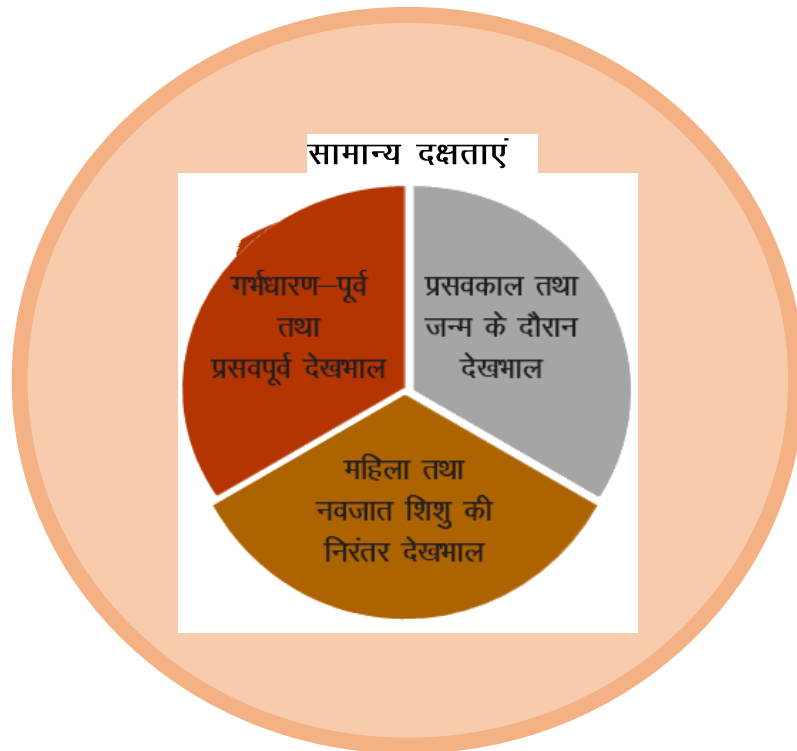 सामान्य दक्षताएं
गर्भधारण–पूर्व
तथा
प्रसवपूर्व देखभाल
प्रसवकाल तथा
जन्म के दौरान
देखभाल
महिला तथा
नवजात शिशु की
निरंतर देखभाल